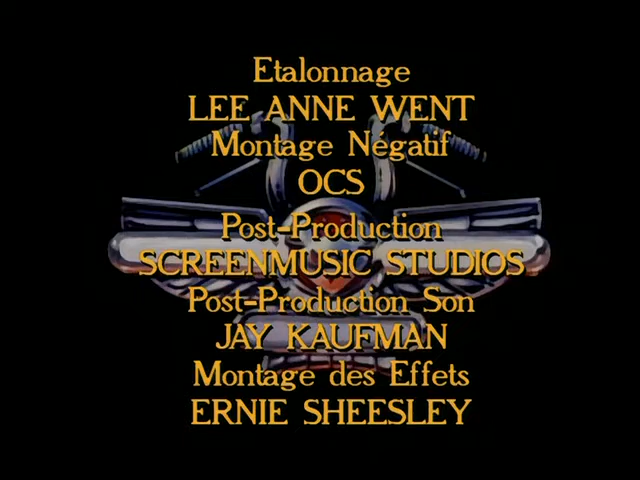 Etalonnage
LEE ANNE WENT
Montage Négatif
OCS
Post-Production
SCREENMUSIC STUDIOS
Post-Production Son
JAY KAUFMAN
Montage des Effets
ERNIE SHEESLEY